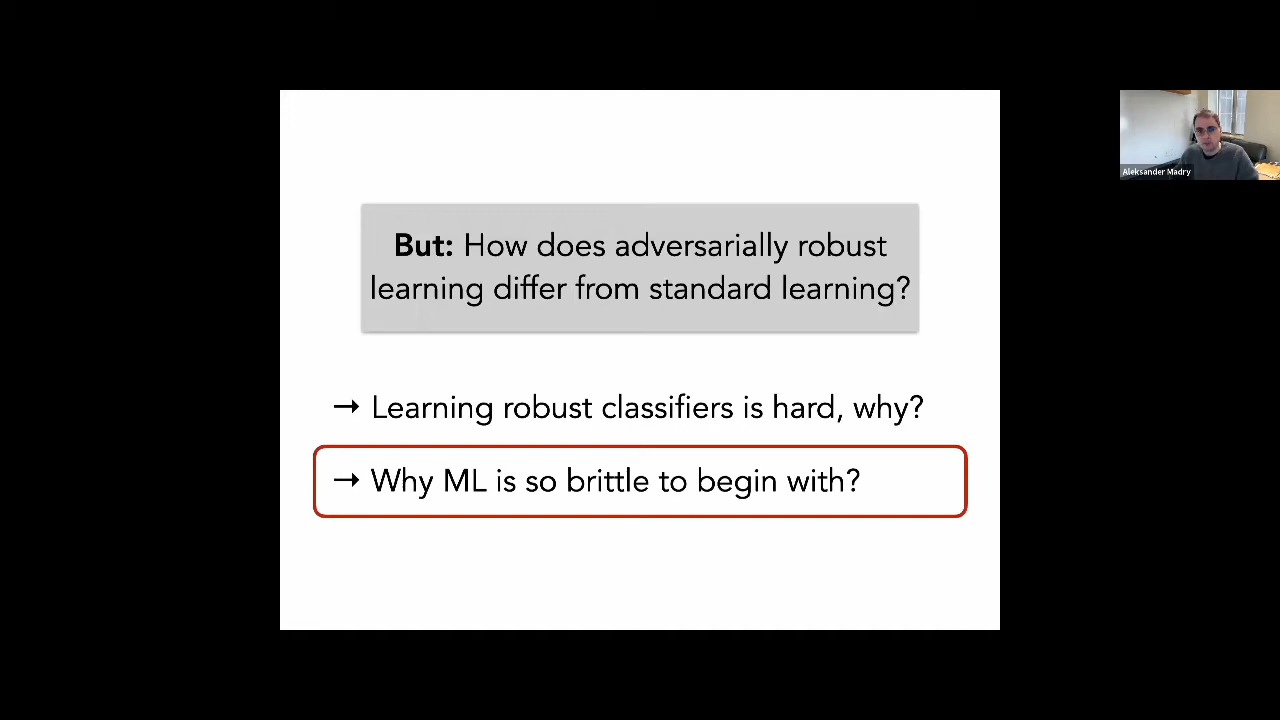 But: How does adversarially robust
learning differ from standard learning?
→ Learning robust classifiers is hard, why?
→ Why ML is so brittle to begin with?
Aleksander Madry